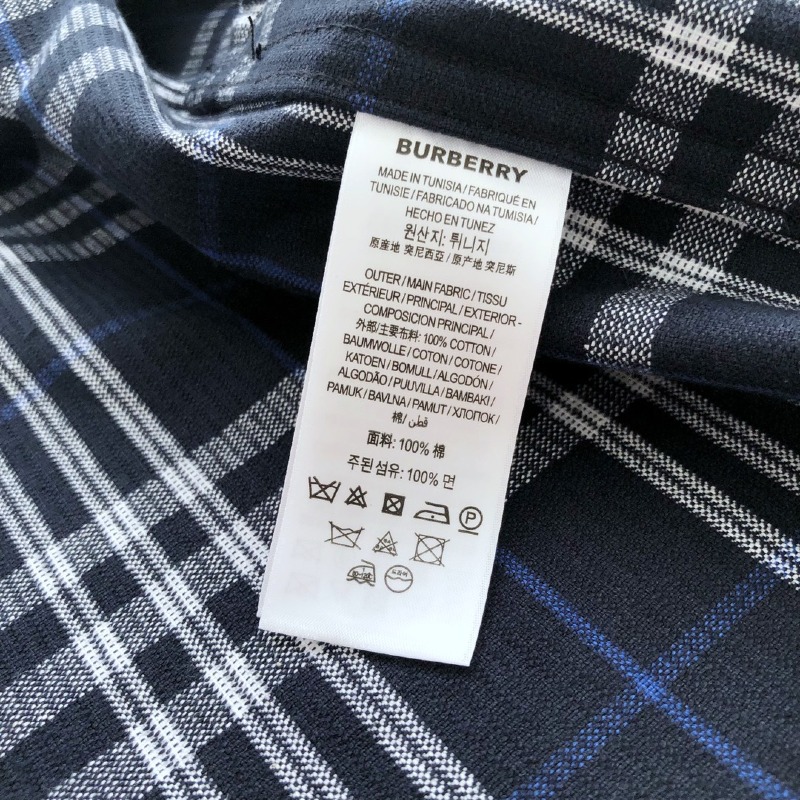 BURBERRY
MADE IN TUNISIA / FABRIQUÉ EN
TUNISIE / FABRICADO NA TUMISIA /
HECHO EN TUNEZ
원산지: 튀니지
原產地 突尼西亞 / 原产地 突尼斯
OUTER / MAIN FABRIC / TISSU
EXTÉRIEUR / PRINCIPAL / EXTERIOR -
COMPOSICION PRINCIPAL /
外部/主要布料: 100% COTTON /
BAUMWOLLE / COTON / COTONE /
KATOEN / BOMULL / ALGODÓN /
ALGODÃO / PUUVILLA / BAMBAKI /
PAMUK / BAVLNA / PAMUT / ХЛОПОК /
棉 / قطن
面料: 100% 棉
주된섬유: 100% 면
P